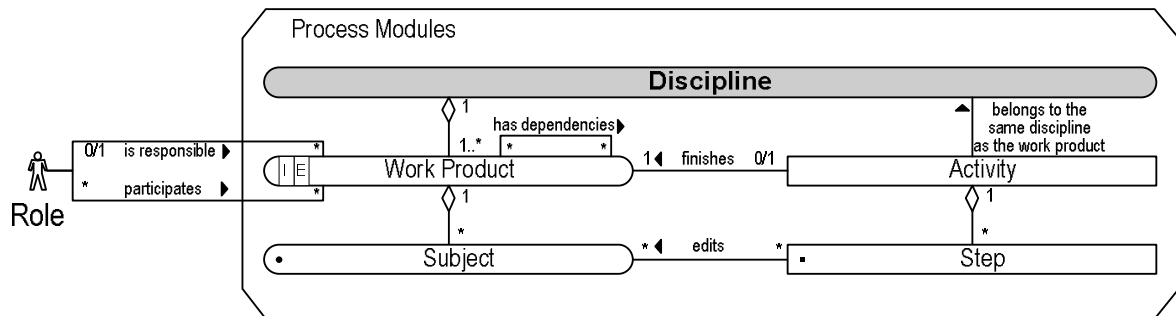 Process Modules
Discipline
1
has dependencies
belongs to the
same discipline
as the work product
0/1 is responsible *
1..* * *
I E Work Product
1 finishes 0/1
Activity
* participates *
Role
1
1
*
*
Subject
* edits *
Step